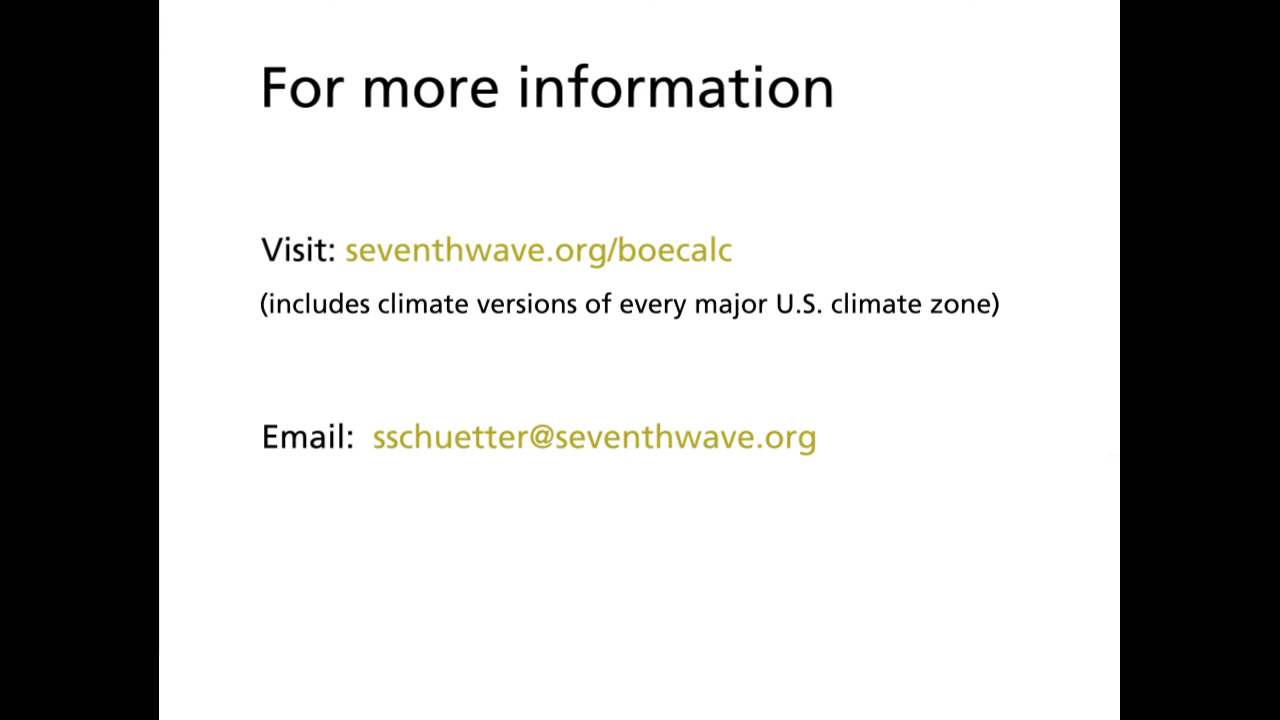 For more information
Visit: seventhwave.org/boecalc
(includes climate versions of every major U.S. climate zone)
Email: sschuetter@seventhwave.org